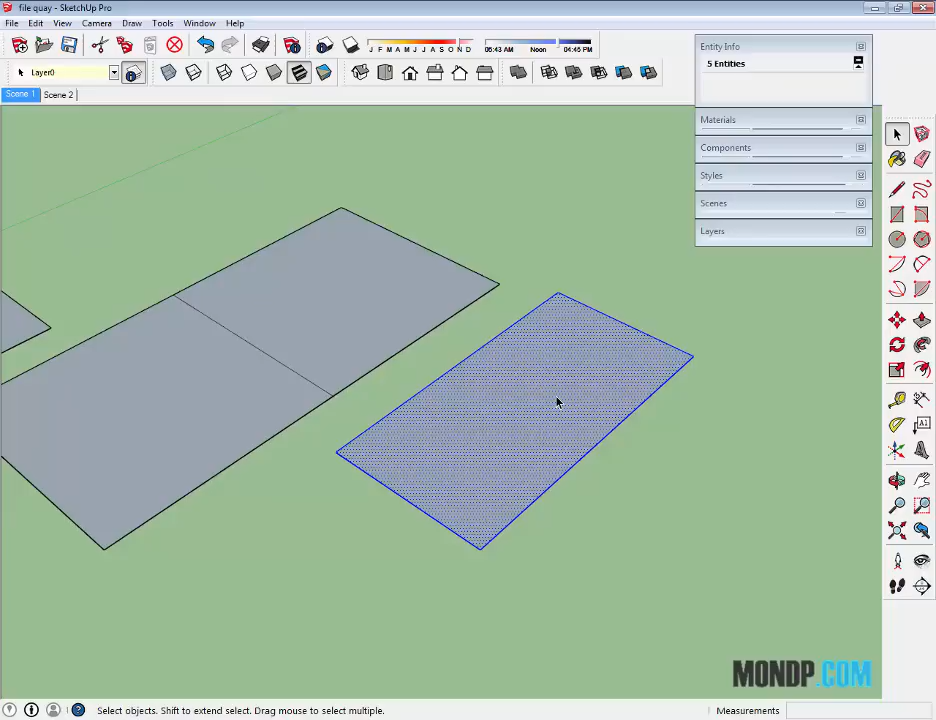 file quay - SketchUp Pro
File Edit View Camera Draw Tools Window Help
J F M A M J J A S O N D 06:43 AM Noon 04:45 PM
Layer0
Scene 1 Scene 2
Entity Info
5 Entities
Materials
Components
Styles
Scenes
Layers
A1
MONDP.COM
Select objects. Shift to extend select. Drag mouse to select multiple. Measurements